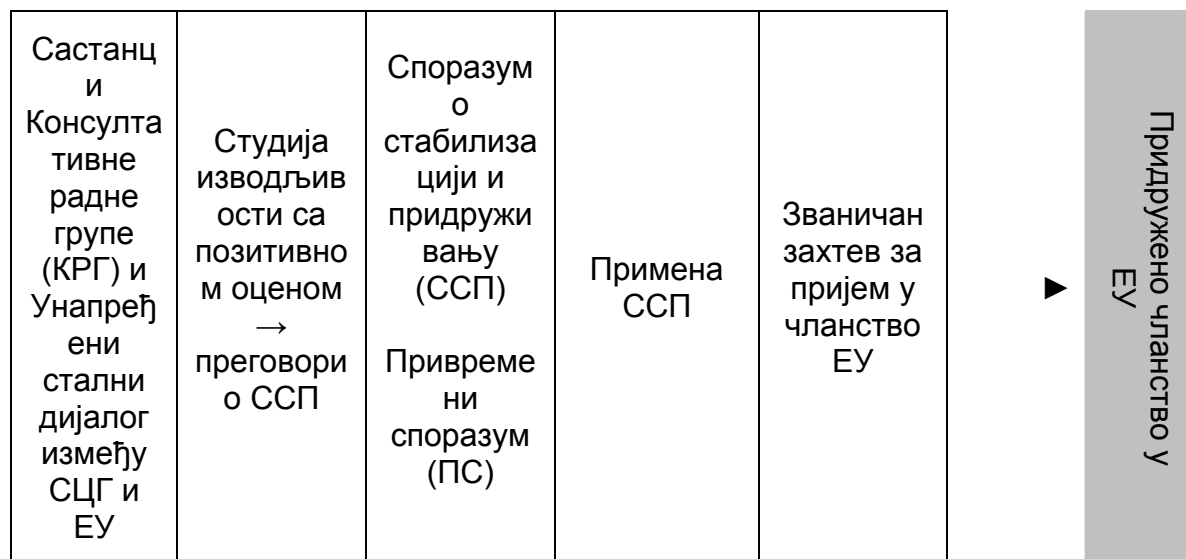 Састанц
и
Консулта
тивне
радне
групе
(КРГ) и
Унапређ
ени
стални
дијалог
између
СЦГ и
ЕУ
Студија
изводљив
ости са
позитивно
м оценом
→
преговори
о ССП
Споразум
о
стабилиза
цији и
придружи
вању
(ССП)
Привреме
ни
споразум
(ПС)
Примена
ССП
Званичан
захтев за
пријем у
чланство
ЕУ
►
Придружено чланство у
ЕУ